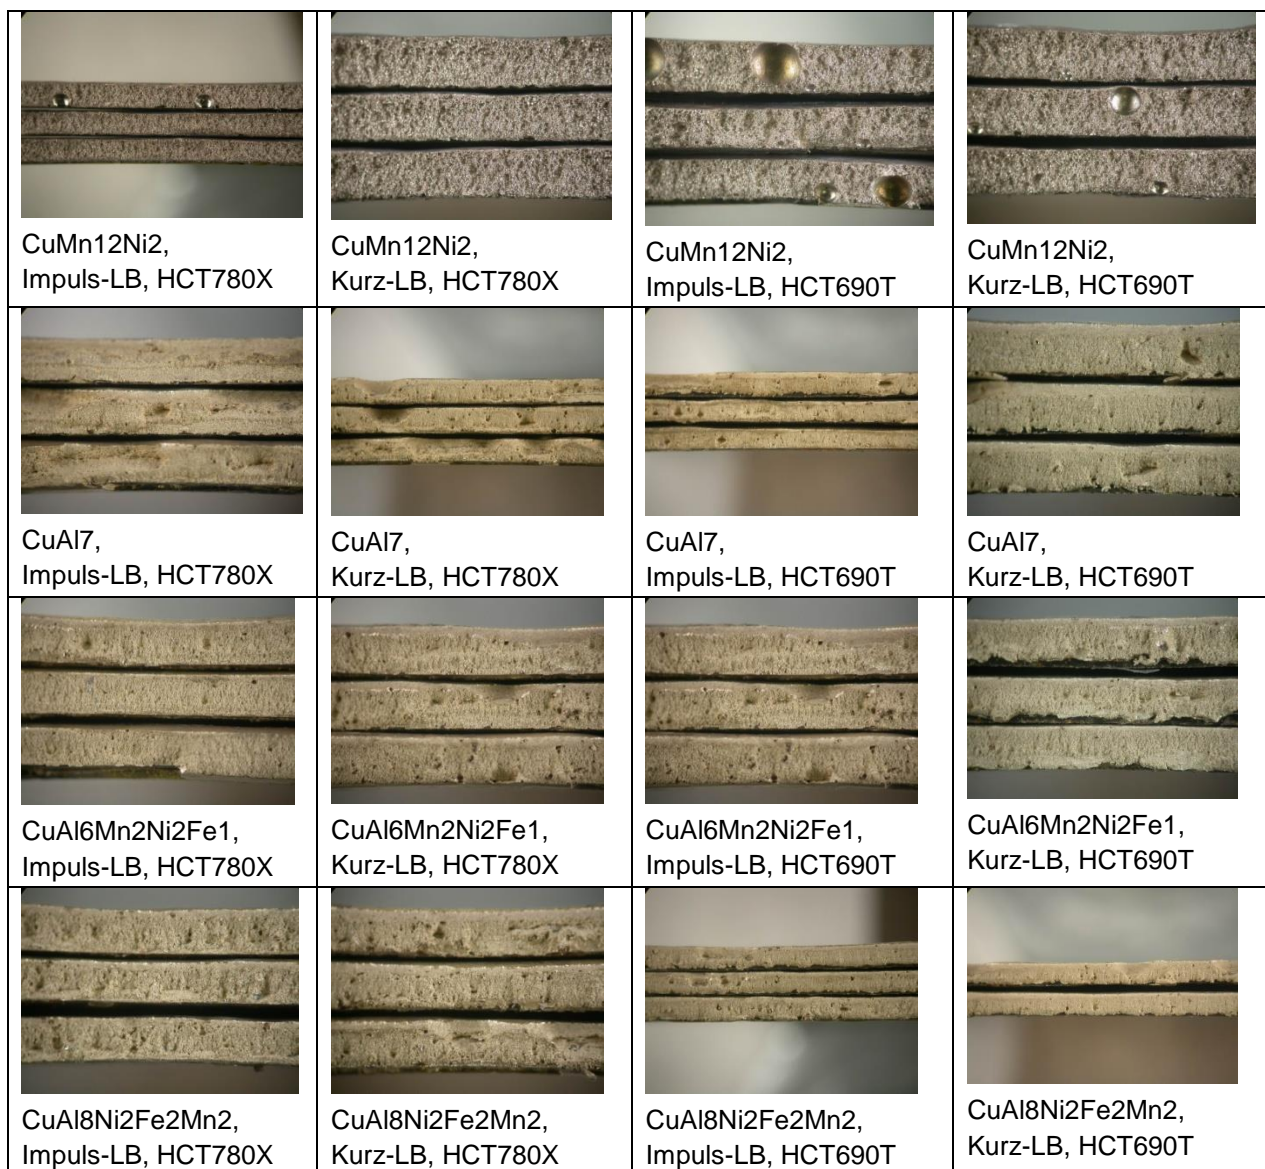 CuMn12Ni2,
Impuls-LB, HCT780X
CuMn12Ni2,
Kurz-LB, HCT780X
CuMn12Ni2,
Impuls-LB, HCT690T
CuMn12Ni2,
Kurz-LB, HCT690T
CuAl7,
Impuls-LB, HCT780X
CuAl7,
Kurz-LB, HCT780X
CuAl7,
Impuls-LB, HCT690T
CuAl7,
Kurz-LB, HCT690T
CuAl6Mn2Ni2Fe1,
Impuls-LB, HCT780X
CuAl6Mn2Ni2Fe1,
Kurz-LB, HCT780X
CuAl6Mn2Ni2Fe1,
Impuls-LB, HCT690T
CuAl6Mn2Ni2Fe1,
Kurz-LB, HCT690T
CuAl8Ni2Fe2Mn2,
Impuls-LB, HCT780X
CuAl8Ni2Fe2Mn2,
Kurz-LB, HCT780X
CuAl8Ni2Fe2Mn2,
Impuls-LB, HCT690T
CuAl8Ni2Fe2Mn2,
Kurz-LB, HCT690T